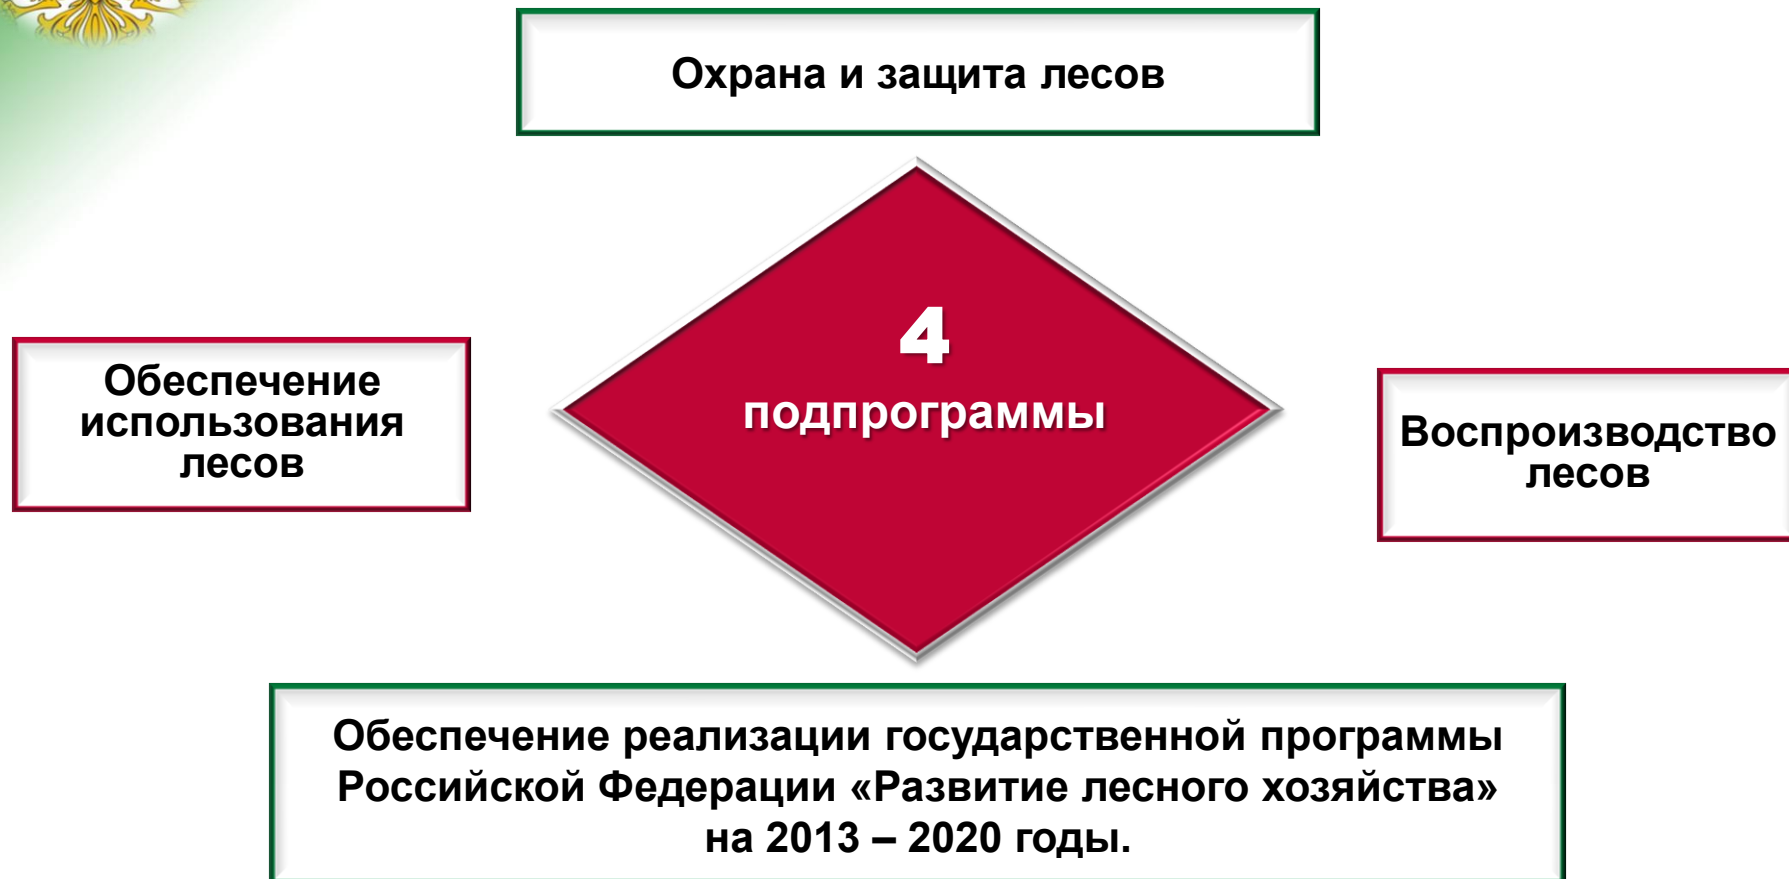 Охрана и защита лесов
4
подпрограммы
Обеспечение
использования
лесов
Воспроизводство
лесов
Обеспечение реализации государственной программы
Российской Федерации «Развитие лесного хозяйства»
на 2013 – 2020 годы.